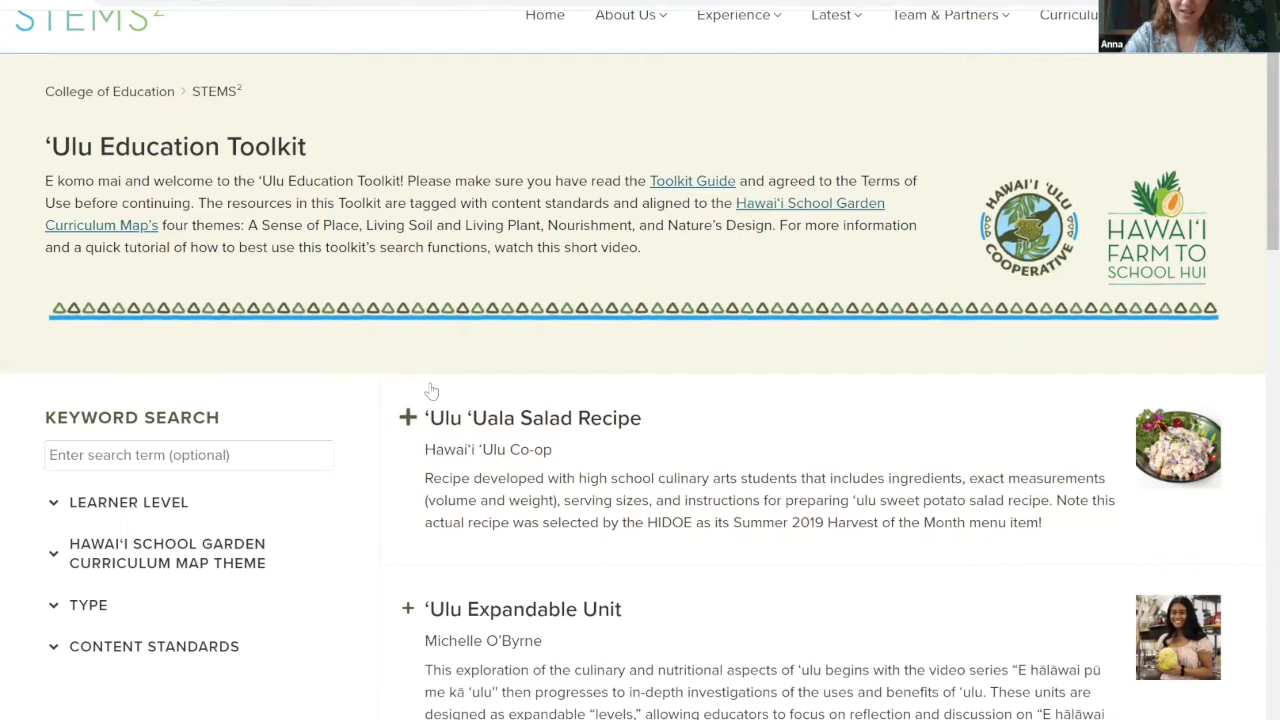 STEMS²
Home About Us Experience Latest Team & Partners Curriculu
Anna
College of Education > STEMS²
‘Ulu Education Toolkit
E komo mai and welcome to the ‘Ulu Education Toolkit! Please make sure you have read the Toolkit Guide and agreed to the Terms of
Use before continuing. The resources in this Toolkit are tagged with content standards and aligned to the Hawai‘i School Garden
Curriculum Map’s four themes: A Sense of Place, Living Soil and Living Plant, Nourishment, and Nature’s Design. For more information
and a quick tutorial of how to best use this toolkit’s search functions, watch this short video.
HAWAI‘I ‘ULU
COOPERATIVE
HAWAI‘I
FARM TO
SCHOOL HUI
KEYWORD SEARCH
Enter search term (optional)
LEARNER LEVEL
HAWAI‘I SCHOOL GARDEN
CURRICULUM MAP THEME
TYPE
CONTENT STANDARDS
+ ‘Ulu ‘Uala Salad Recipe
Hawai‘i ‘Ulu Co-op
Recipe developed with high school culinary arts students that includes ingredients, exact measurements
(volume and weight), serving sizes, and instructions for preparing ‘ulu sweet potato salad recipe. Note this
actual recipe was selected by the HIDOE as its Summer 2019 Harvest of the Month menu item!
+ ‘Ulu Expandable Unit
Michelle O’Byrne
This exploration of the culinary and nutritional aspects of ‘ulu begins with the video series “E hālāwai pū
me kā ‘ulu" then progresses to in-depth investigations of the uses and benefits of ‘ulu. These units are
designed as expandable “levels,” allowing educators to focus on reflection and discussion on “E hālāwai